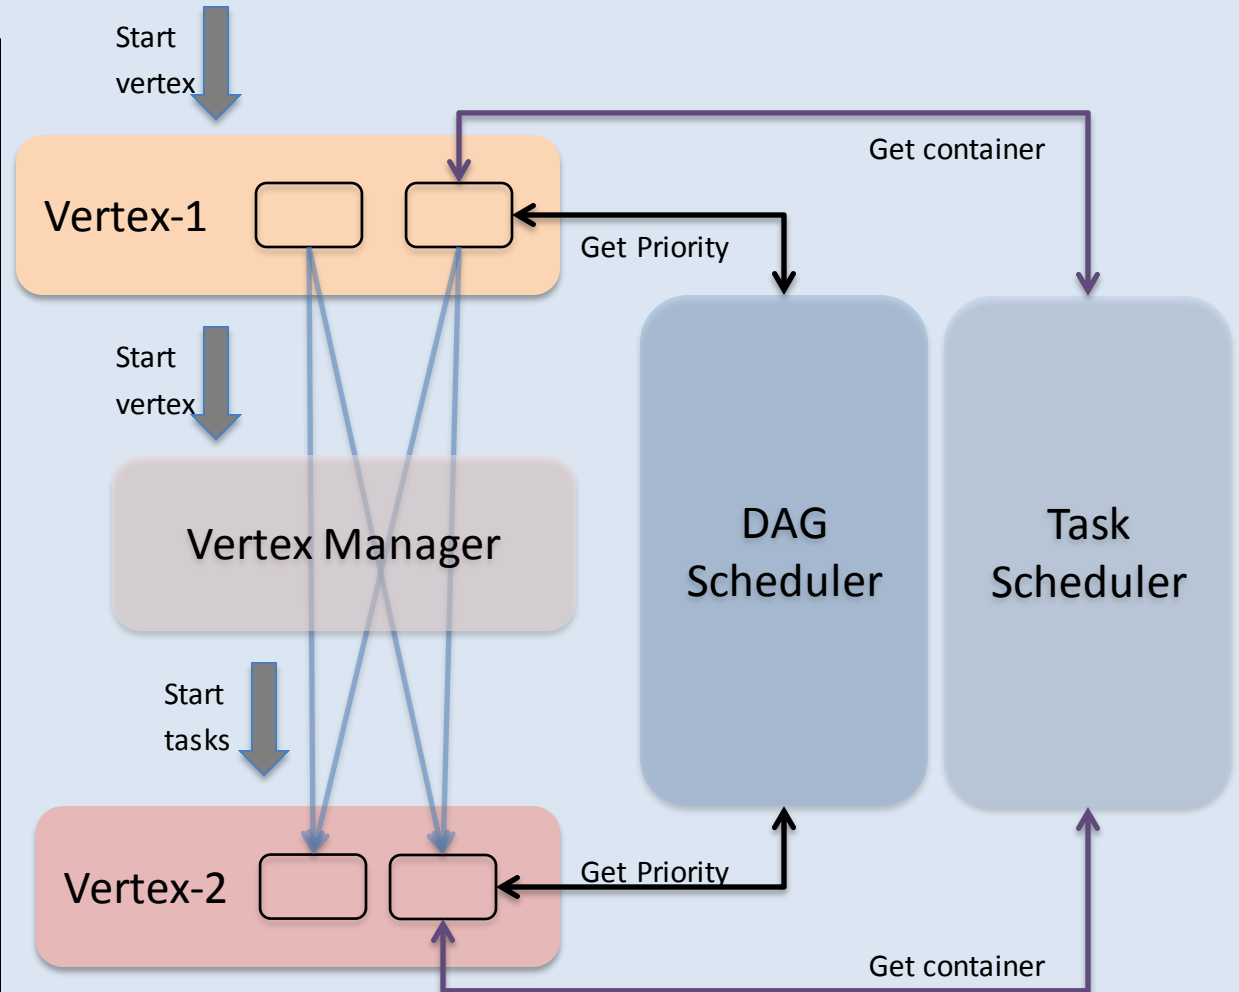 Start
vertex
Get container
Vertex-1
Get Priority
Start
vertex
Vertex Manager
DAG
Scheduler
Task
Scheduler
Start
tasks
Vertex-2
Get Priority
Get container